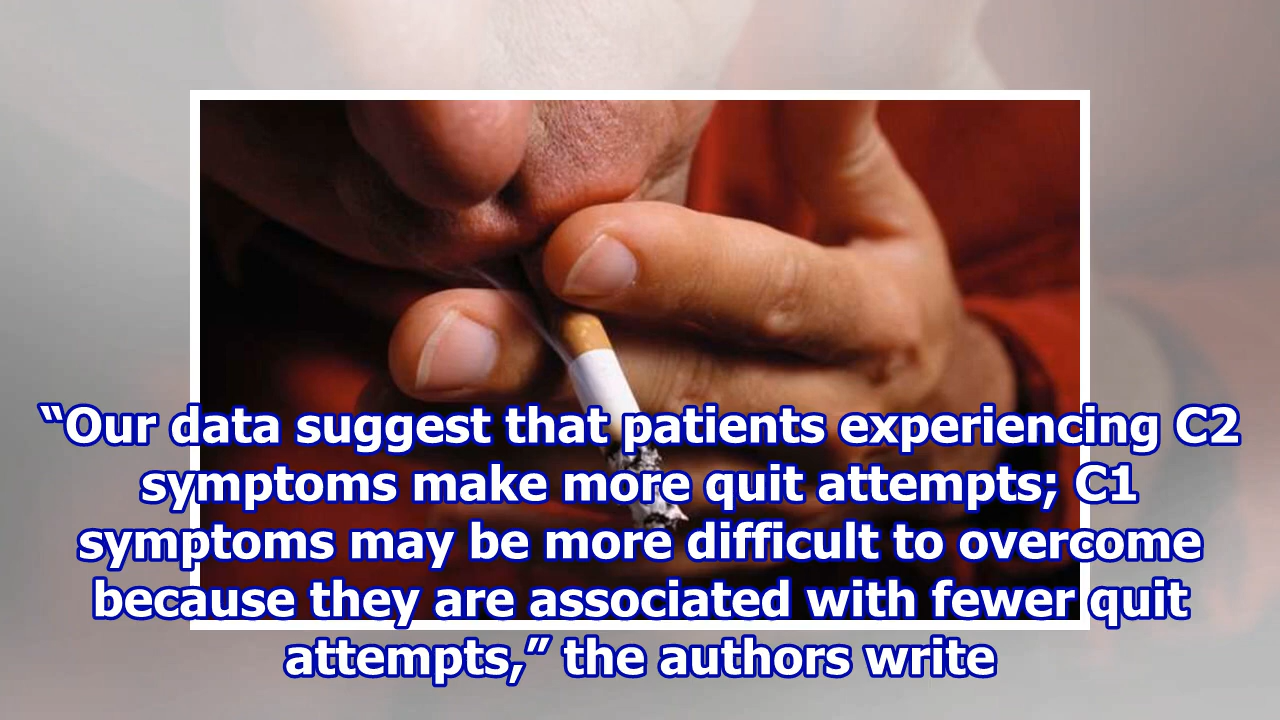 “Our data suggest that patients experiencing C2
symptoms make more quit attempts; C1
symptoms may be more difficult to overcome
because they are associated with fewer quit
attempts,” the authors write